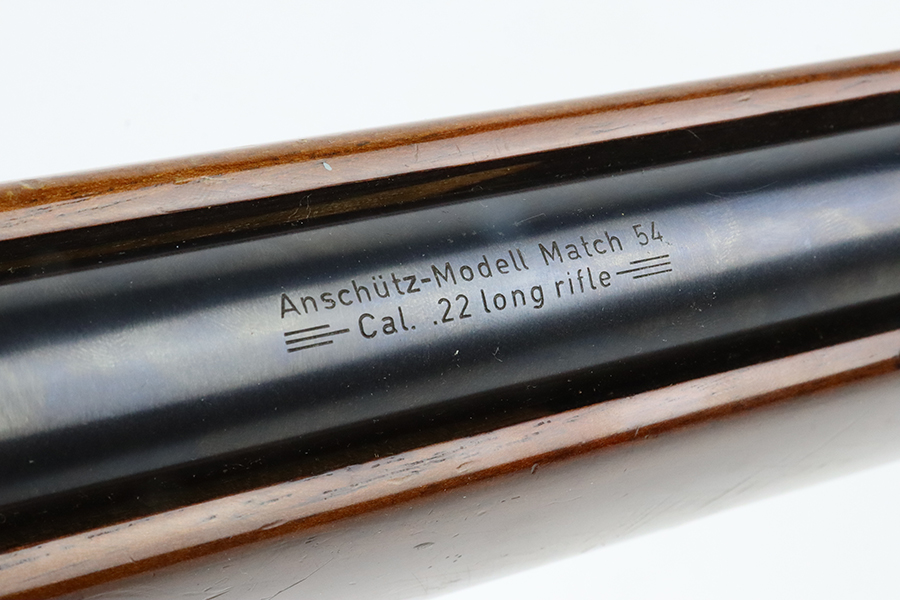 Anschütz-Modell Match 54
Cal. .22 long rifle